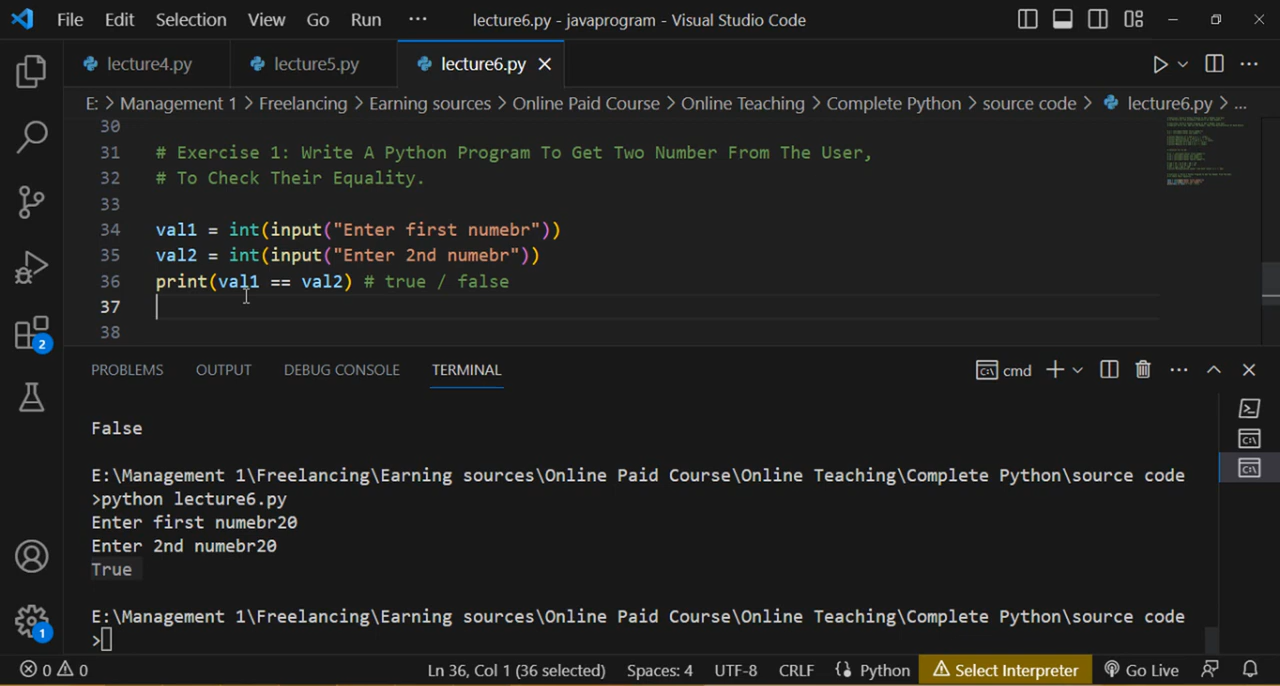 File Edit Selection View Go Run ··· lecture6.py - javaprogram - Visual Studio Code
lecture4.py lecture5.py lecture6.py
E: > Management 1 > Freelancing > Earning sources > Online Paid Course > Online Teaching > Complete Python > source code > lecture6.py > ...
30
31 # Exercise 1: Write A Python Program To Get Two Number From The User,
32 # To Check Their Equality.
33
34 val1 = int(input("Enter first numebr"))
35 val2 = int(input("Enter 2nd numebr"))
36 print(val1 == val2) # true / false
37
38
PROBLEMS OUTPUT DEBUG CONSOLE TERMINAL cmd
False
E:\Management 1\Freelancing\Earning sources\Online Paid Course\Online Teaching\Complete Python\source code
>python lecture6.py
Enter first numebr20
Enter 2nd numebr20
True
E:\Management 1\Freelancing\Earning sources\Online Paid Course\Online Teaching\Complete Python\source code
>
2
1
0 0 Ln 36, Col 1 (36 selected) Spaces: 4 UTF-8 CRLF Python Select Interpreter Go Live